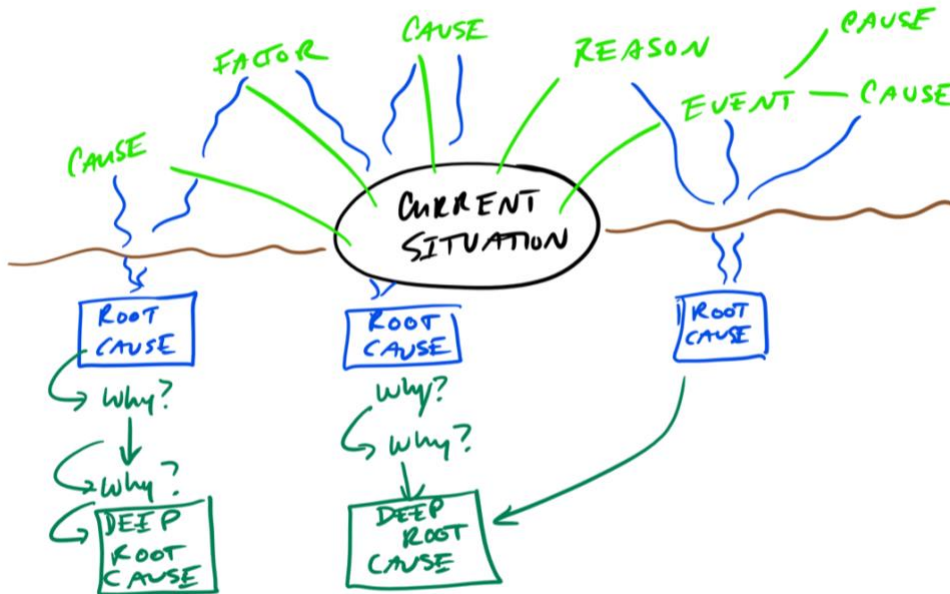 CAUSE
FACTOR
CAUSE
REASON
CAUSE
EVENT
CAUSE
CURRENT
SITUATION
ROOT
CAUSE
Why?
Why?
DEEP
ROOT
CAUSE
ROOT
CAUSE
Why?
Why?
DEEP
ROOT
CAUSE
ROOT
CAUSE